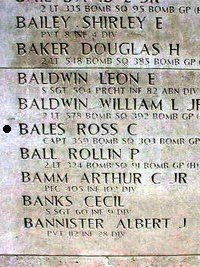 2 LT 335 BOMB SQ 95 BOMB GP (H
BAILEY SHIRLEY E
PVT 8 INF 4 DIV
BAKER DOUGLAS H
2 LT 548 BOMB SQ 385 BOMB GP
BALDWIN LEON E
S SGT 504 PRCHT INF 82 ABN DIV
BALDWIN WILLIAM L JR
2 LT 578 BOMB SQ 392 BOMB GP (
BALES ROSS C
CAPT 359 BOMB SQ 303 BOMB GP
BALL ROLLIN P
2 LT 324 BOMB SQ 91 BOMB GP (H)
BAMM ARTHUR C JR
PFC 405 INF 102 DIV
BANKS CECIL
S SGT 60 INF 9 DIV
BANNISTER ALBERT J
PVT 112 INF 28 DIV